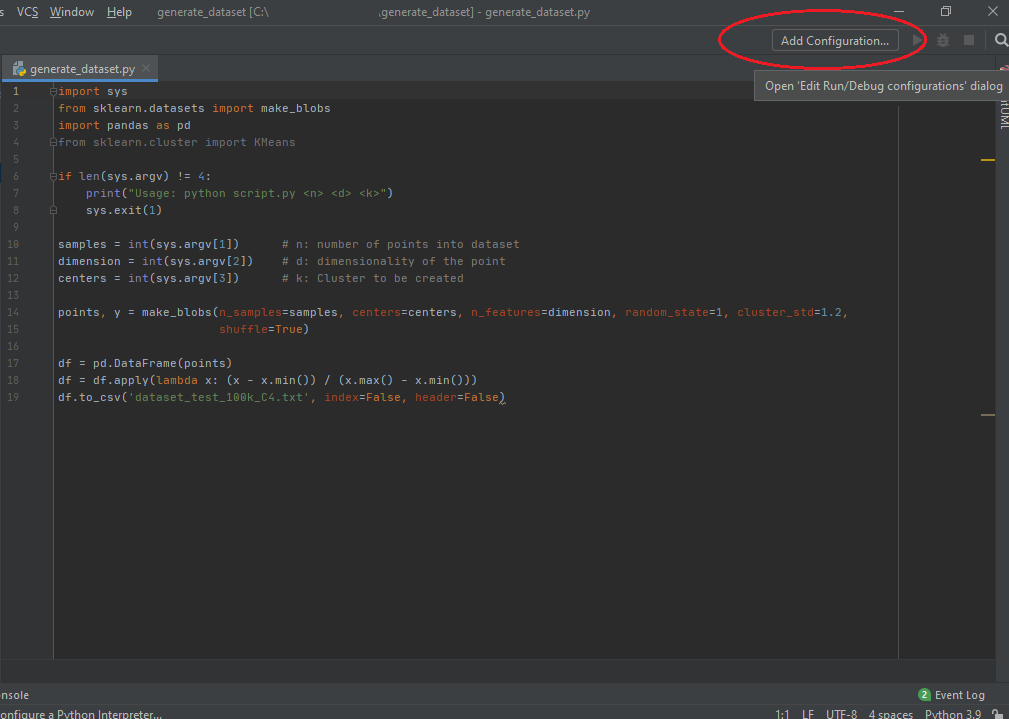 VCS Window Help generate_dataset [C:\ .generate_dataset] - generate_dataset.py
Add Configuration...
generate_dataset.py
Open 'Edit Run/Debug configurations' dialog
1 import sys
2 from sklearn.datasets import make_blobs
3 import pandas as pd
4 from sklearn.cluster import KMeans
5
6 if len(sys.argv) != 4:
7     print("Usage: python script.py <n> <d> <k>")
8     sys.exit(1)
9
10 samples = int(sys.argv[1])      # n: number of points into dataset
11 dimension = int(sys.argv[2])    # d: dimensionality of the point
12 centers = int(sys.argv[3])      # k: Cluster to be created
13
14 points, y = make_blobs(n_samples=samples, centers=centers, n_features=dimension, random_state=1, cluster_std=1.2,
15                        shuffle=True)
16
17 df = pd.DataFrame(points)
18 df = df.apply(lambda x: (x - x.min()) / (x.max() - x.min()))
19 df.to_csv('dataset_test_100k_C4.txt', index=False, header=False)
nsole 2 Event Log
onfigure a Python Interpreter... 1:1 LF UTF-8 4 spaces Python 3.9